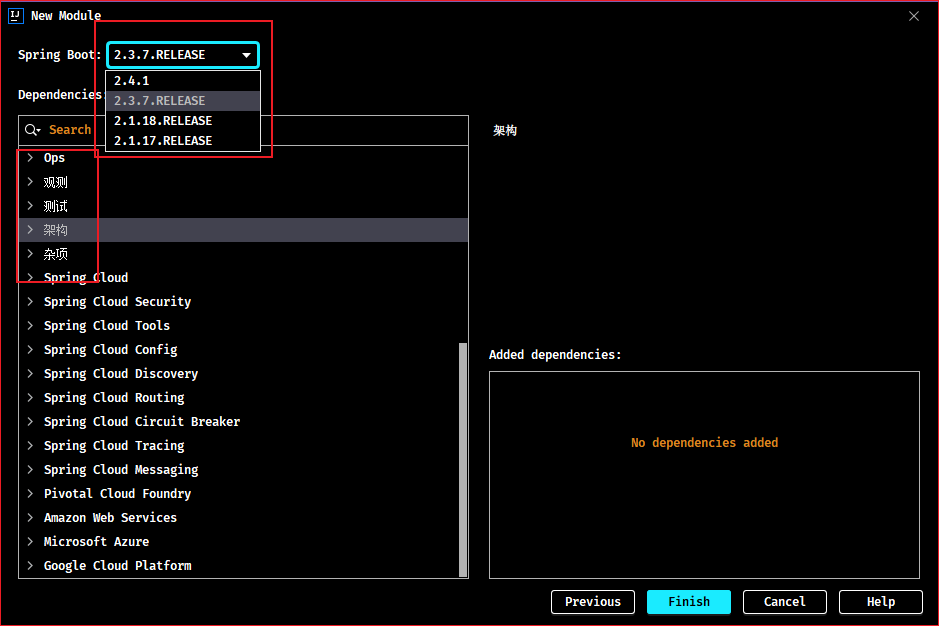 IJ New Module
Spring Boot: 2.3.7.RELEASE
2.4.1
2.3.7.RELEASE
2.1.18.RELEASE
2.1.17.RELEASE
Dependencies
Search
Ops
观测
测试
架构
杂项
Spring Cloud
Spring Cloud Security
Spring Cloud Tools
Spring Cloud Config
Spring Cloud Discovery
Spring Cloud Routing
Spring Cloud Circuit Breaker
Spring Cloud Tracing
Spring Cloud Messaging
Pivotal Cloud Foundry
Amazon Web Services
Microsoft Azure
Google Cloud Platform
架构
Added dependencies:
No dependencies added
Previous Finish Cancel Help